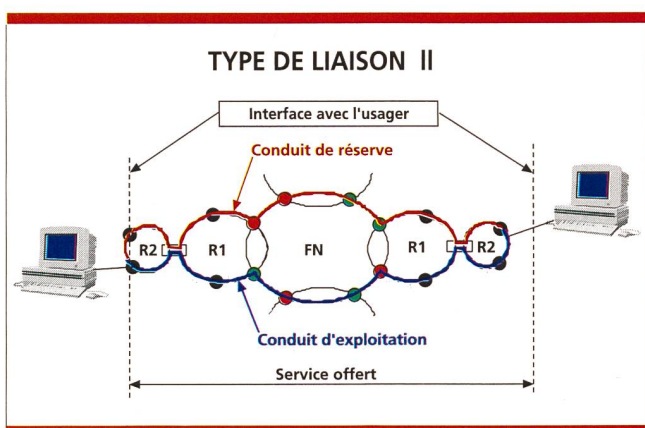 TYPE DE LIAISON II
Interface avec l'usager
Conduit de réserve
R2 R1 FN R1 R2
Conduit d'exploitation
Service offert